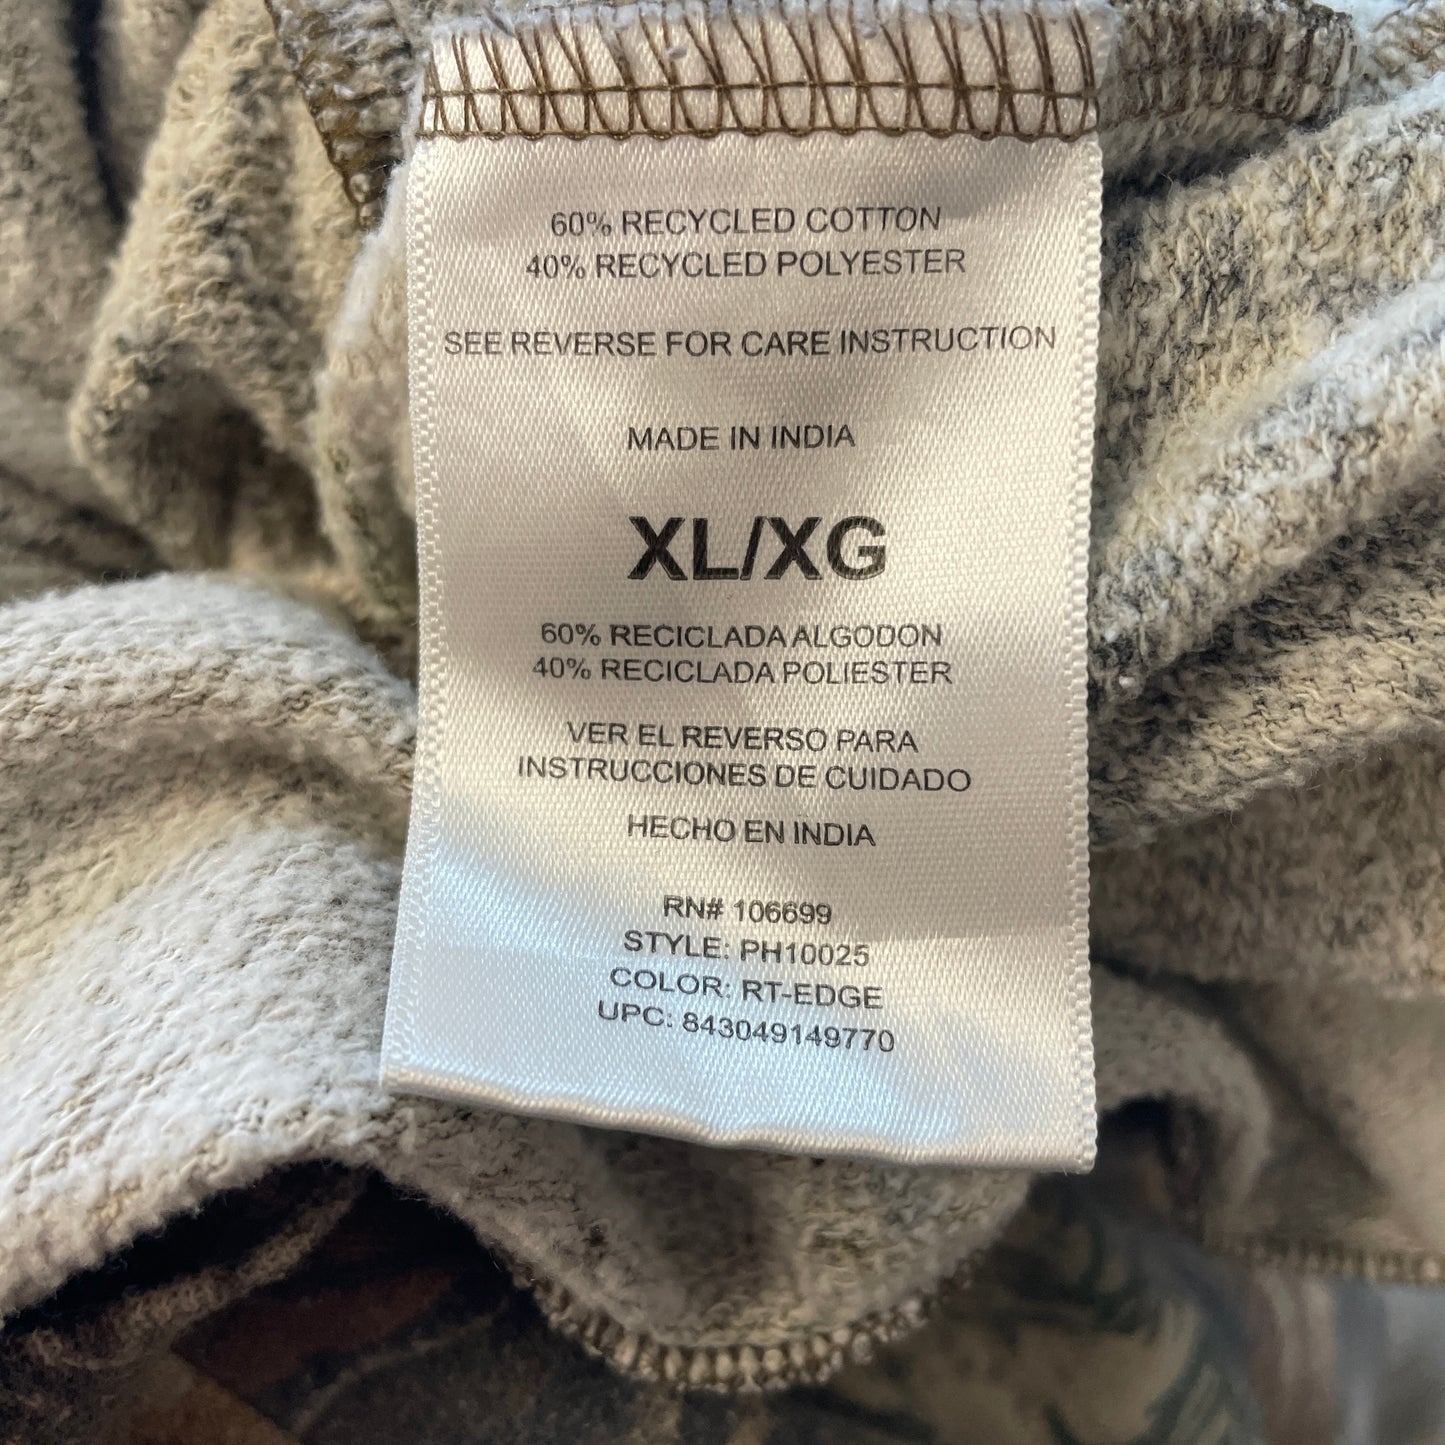 60% RECYCLED COTTON
40% RECYCLED POLYESTER
SEE REVERSE FOR CARE INSTRUCTION
MADE IN INDIA
XL/XG
60% RECICLADA ALGODON
40% RECICLADA POLIESTER
VER EL REVERSO PARA
INSTRUCCIONES DE CUIDADO
HECHO EN INDIA
RN# 106699
STYLE: PH10025
COLOR: RT-EDGE
UPC: 843049149770